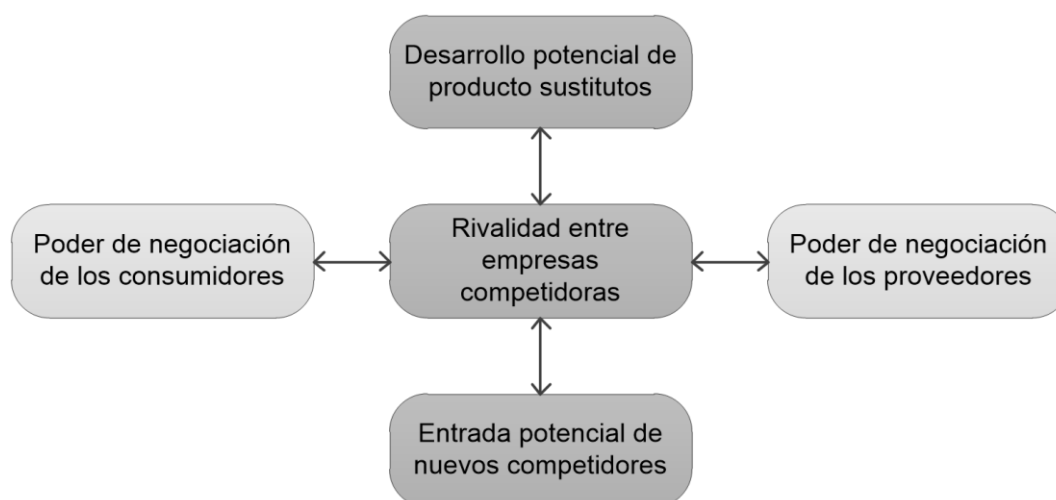 Desarrollo potencial de
producto sustitutos
Poder de negociación
de los consumidores
Rivalidad entre
empresas
competidoras
Poder de negociación
de los proveedores
Entrada potencial de
nuevos competidores